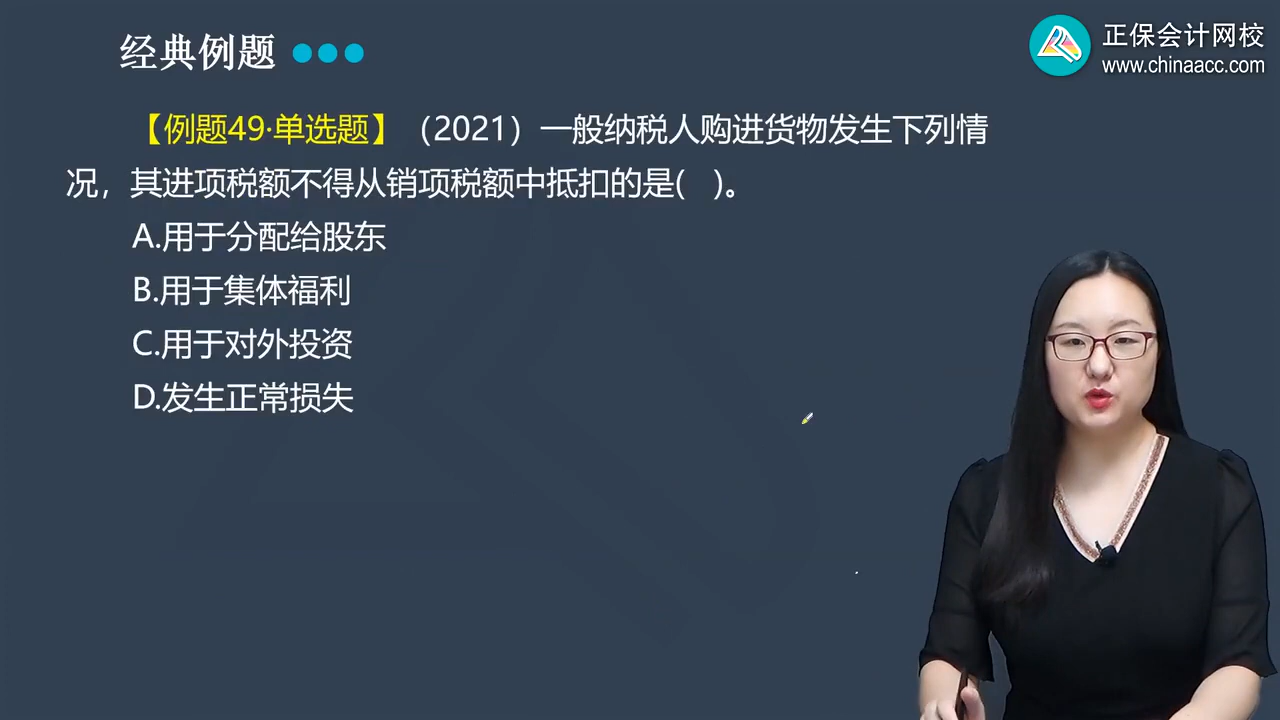 经典例题
正保会计网校
www.chinaacc.com
【例题49·单选题】（2021）一般纳税人购进货物发生下列情
况，其进项税额不得从销项税额中抵扣的是( )。
A.用于分配给股东
B.用于集体福利
C.用于对外投资
D.发生正常损失